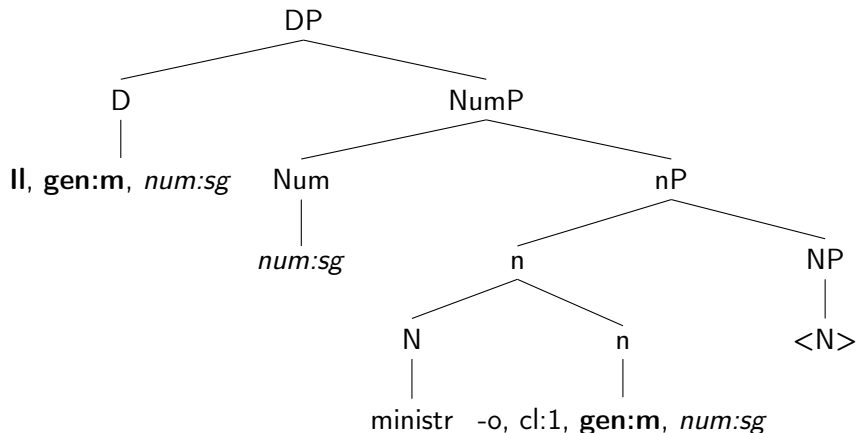 DP
D NumP
Il, gen:m, num:sg Num nP
num:sg n NP
N n <N>
ministr -o, cl:1, gen:m, num:sg